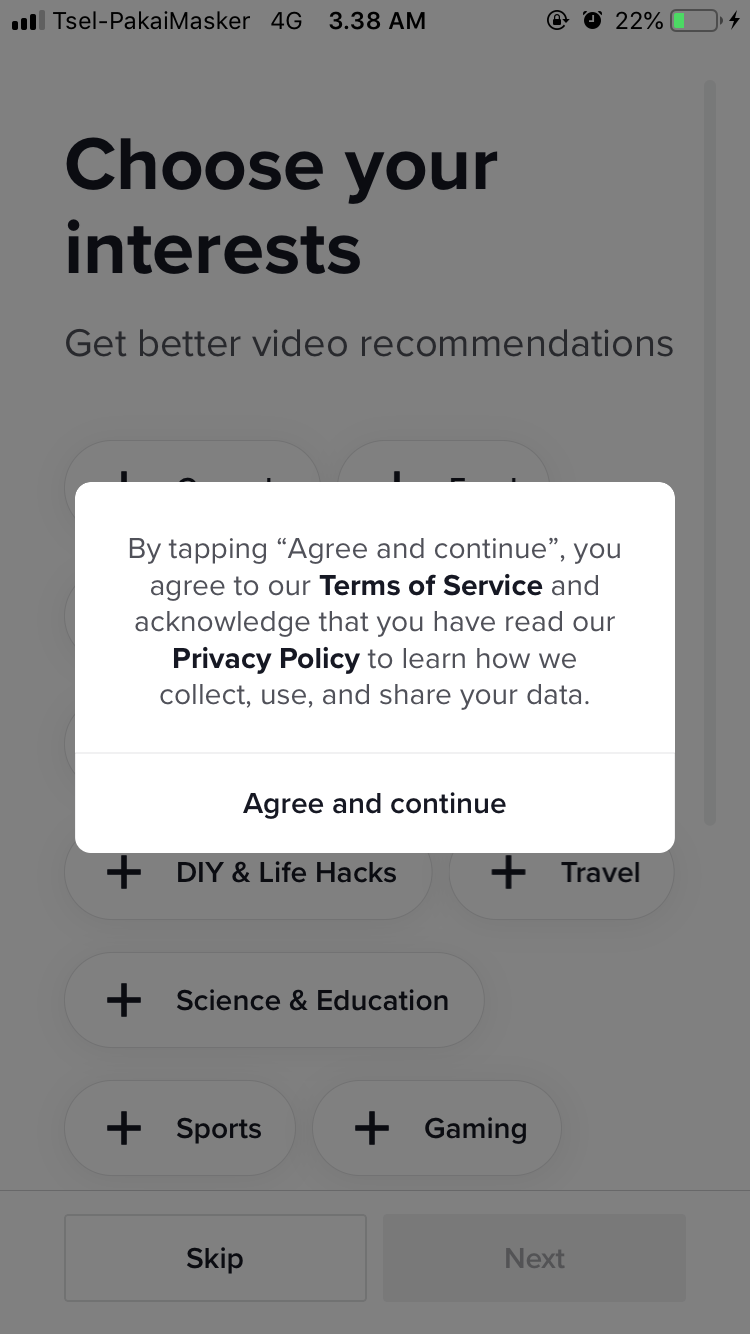 Tsel-PakaiMasker 4G 3.38 AM 22%
Choose your
interests
Get better video recommendations
By tapping “Agree and continue”, you
agree to our Terms of Service and
acknowledge that you have read our
Privacy Policy to learn how we
collect, use, and share your data.
Agree and continue
DIY & Life Hacks Travel
Science & Education
Sports Gaming
Skip Next